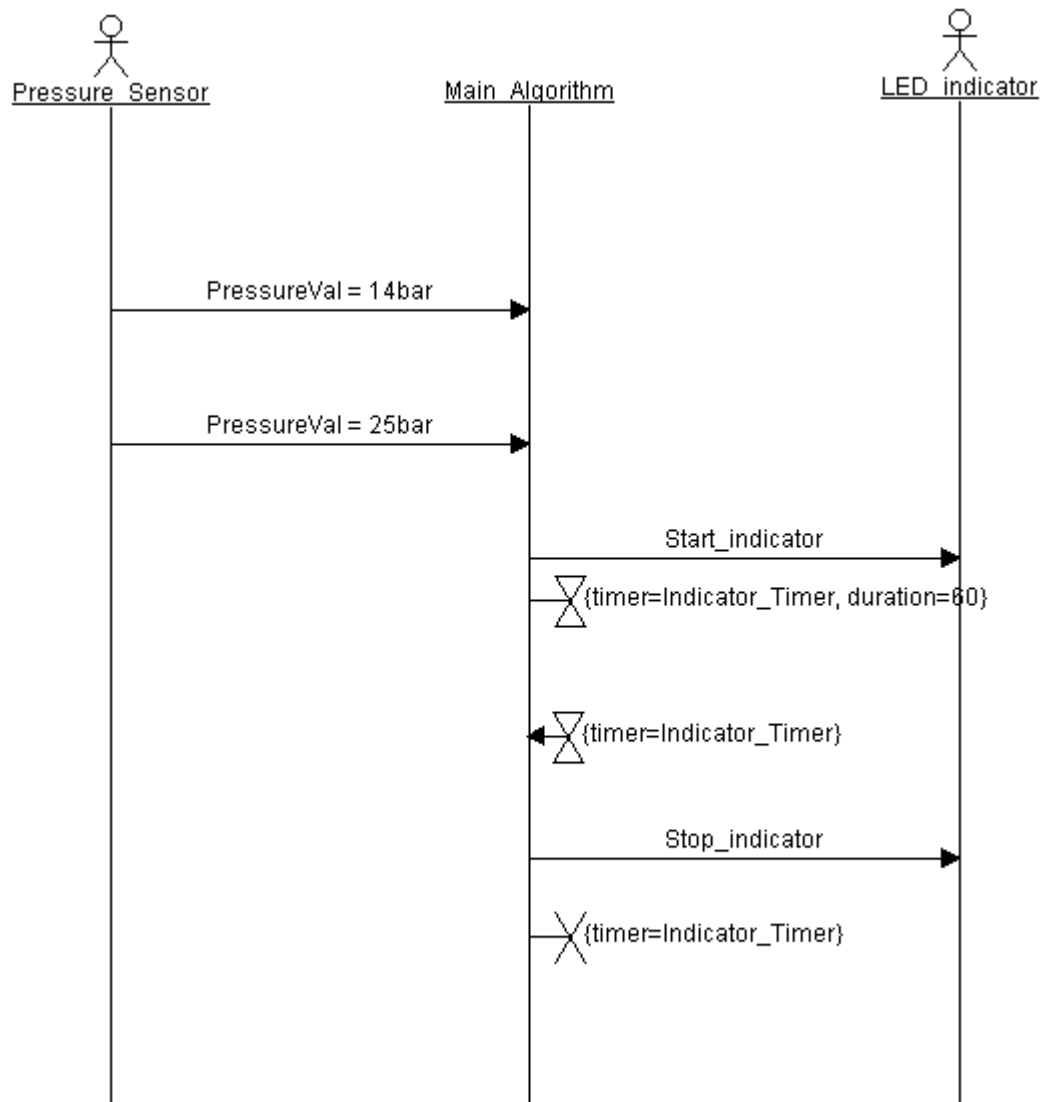 Pressure_Sensor
Main_Algorithm
LED_indicator
PressureVal = 14bar
PressureVal = 25bar
Start_indicator
{timer=Indicator_Timer, duration=60}
{timer=Indicator_Timer}
Stop_indicator
{timer=Indicator_Timer}